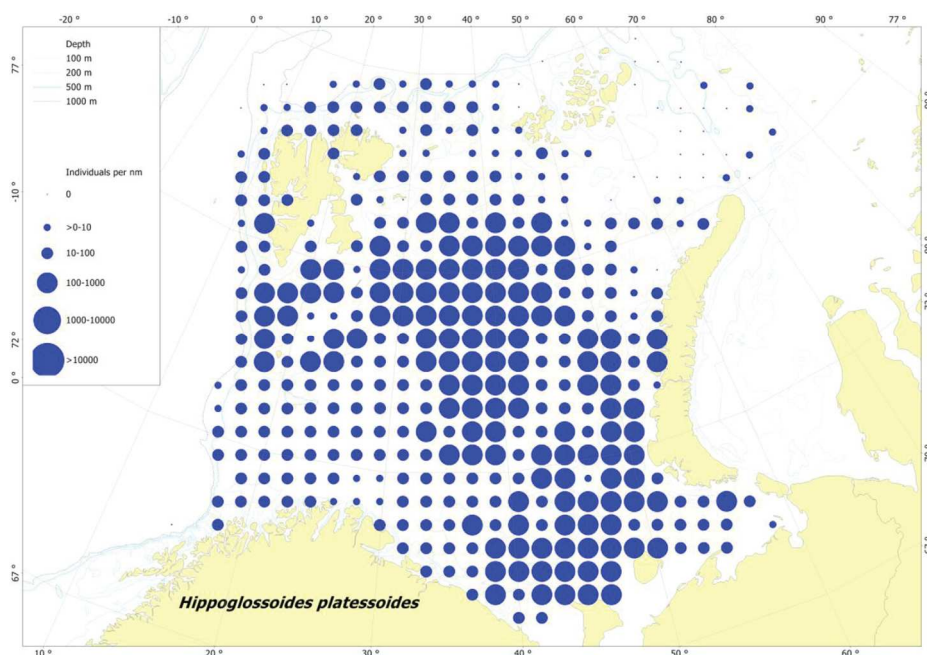 -20 ° -10 ° 0 ° 10 ° 20 ° 30 ° 40 ° 50 ° 60 ° 70 ° 80 ° 90 ° 77 °
Depth
100 m
200 m
500 m
1000 m
77 °
Individuals per nm
0
-10 °
>0-10
10-100
100-1000
1000-10000
>10000
72 °
0 °
67 °
Hippoglossoides platessoides
10 ° 20 ° 30 ° 40 ° 50 ° 60 °